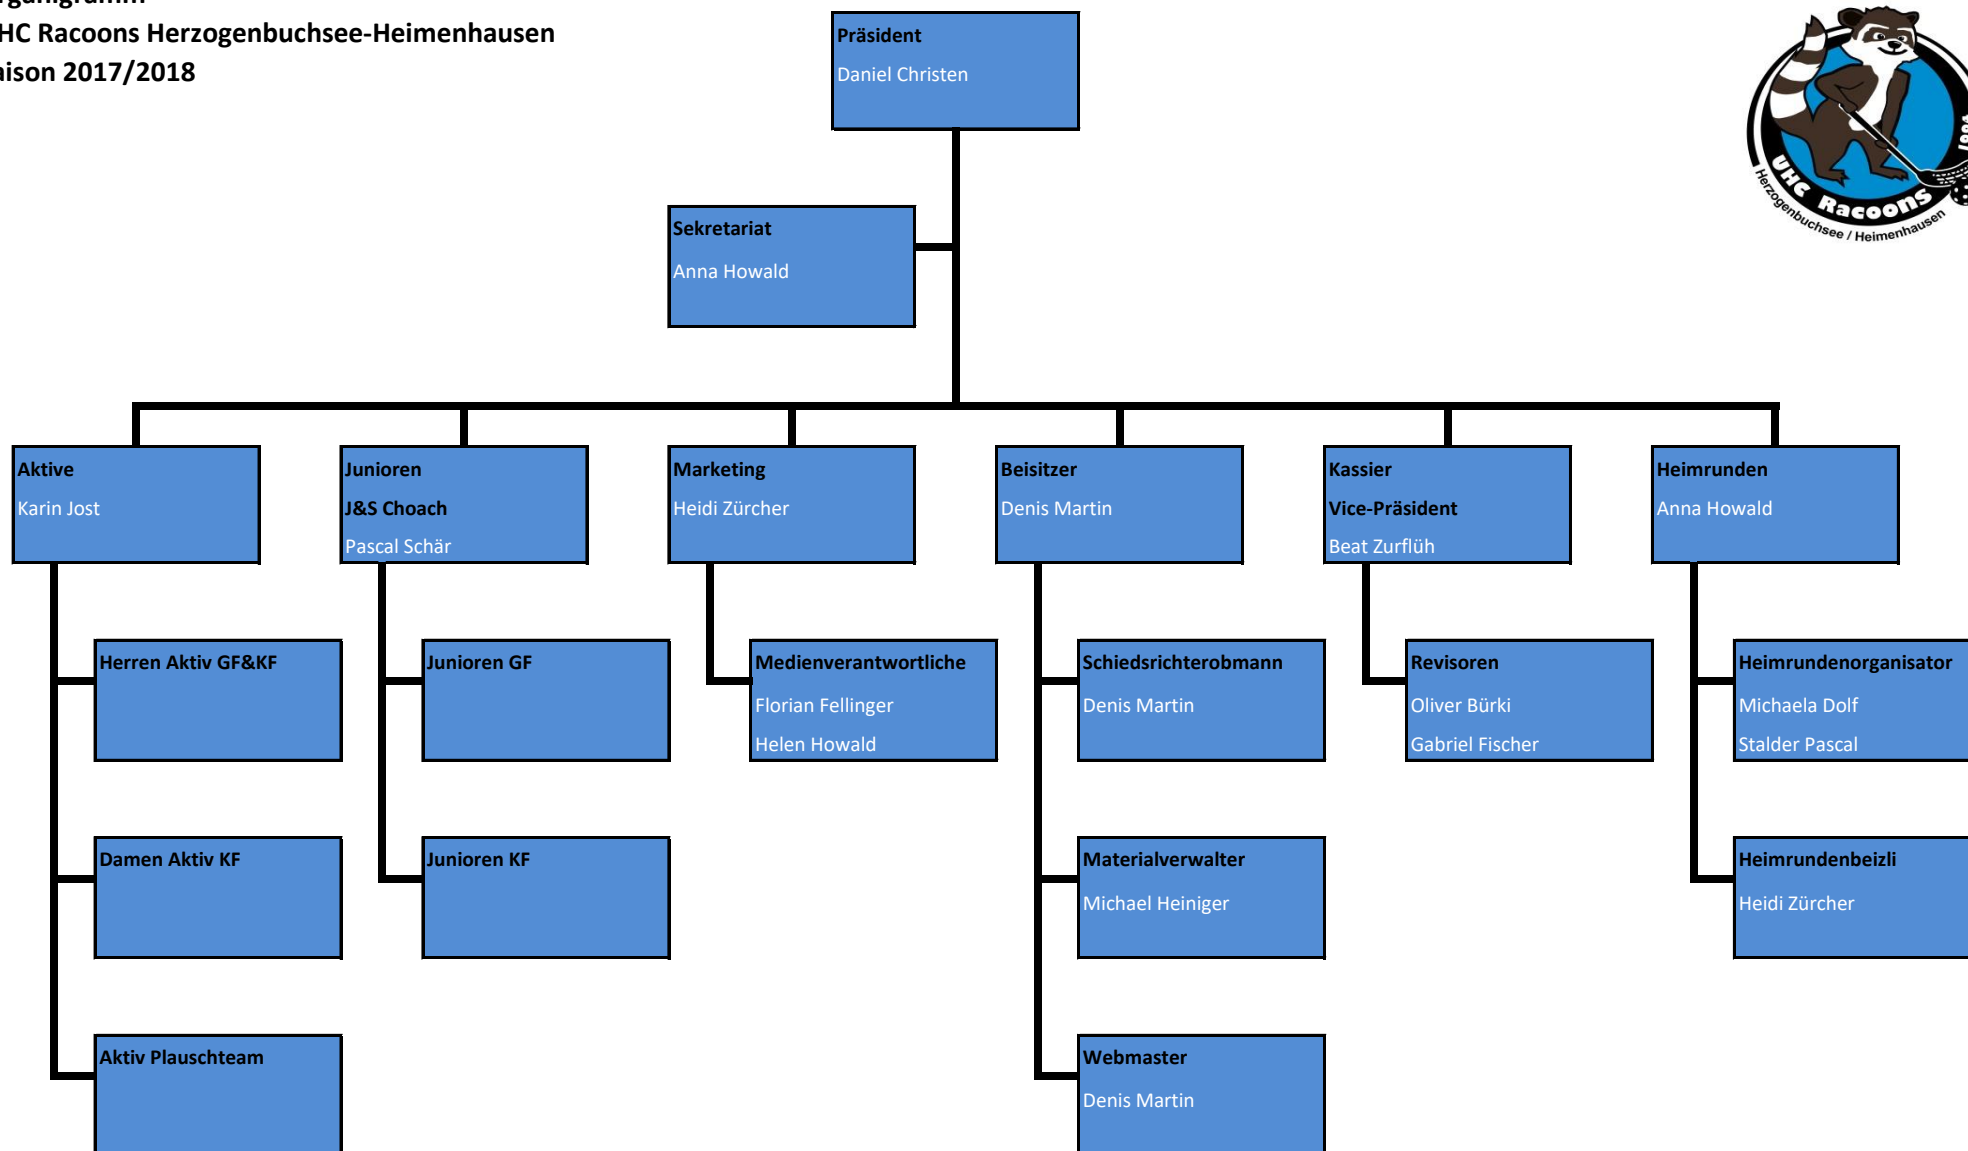 HC Racoons Herzogenbuchsee-Heimenhausen
aison 2017/2018
Präsident
Daniel Christen
UHC Racoons
Herzogenbuchsee / Heimenhausen
Sekretariat
Anna Howald
Aktive
Karin Jost
Junioren
J&S Choach
Pascal Schär
Marketing
Heidi Zürcher
Beisitzer
Denis Martin
Kassier
Vice-Präsident
Beat Zurflüh
Heimrunden
Anna Howald
Herren Aktiv GF&KF
Junioren GF
Medienverantwortliche
Florian Fellinger
Helen Howald
Schiedsrichterobmann
Denis Martin
Revisoren
Oliver Bürki
Gabriel Fischer
Heimrundenorganisator
Michaela Dolf
Stalder Pascal
Damen Aktiv KF
Junioren KF
Materialverwalter
Michael Heiniger
Heimrundenbeizli
Heidi Zürcher
Aktiv Plauschteam
Webmaster
Denis Martin